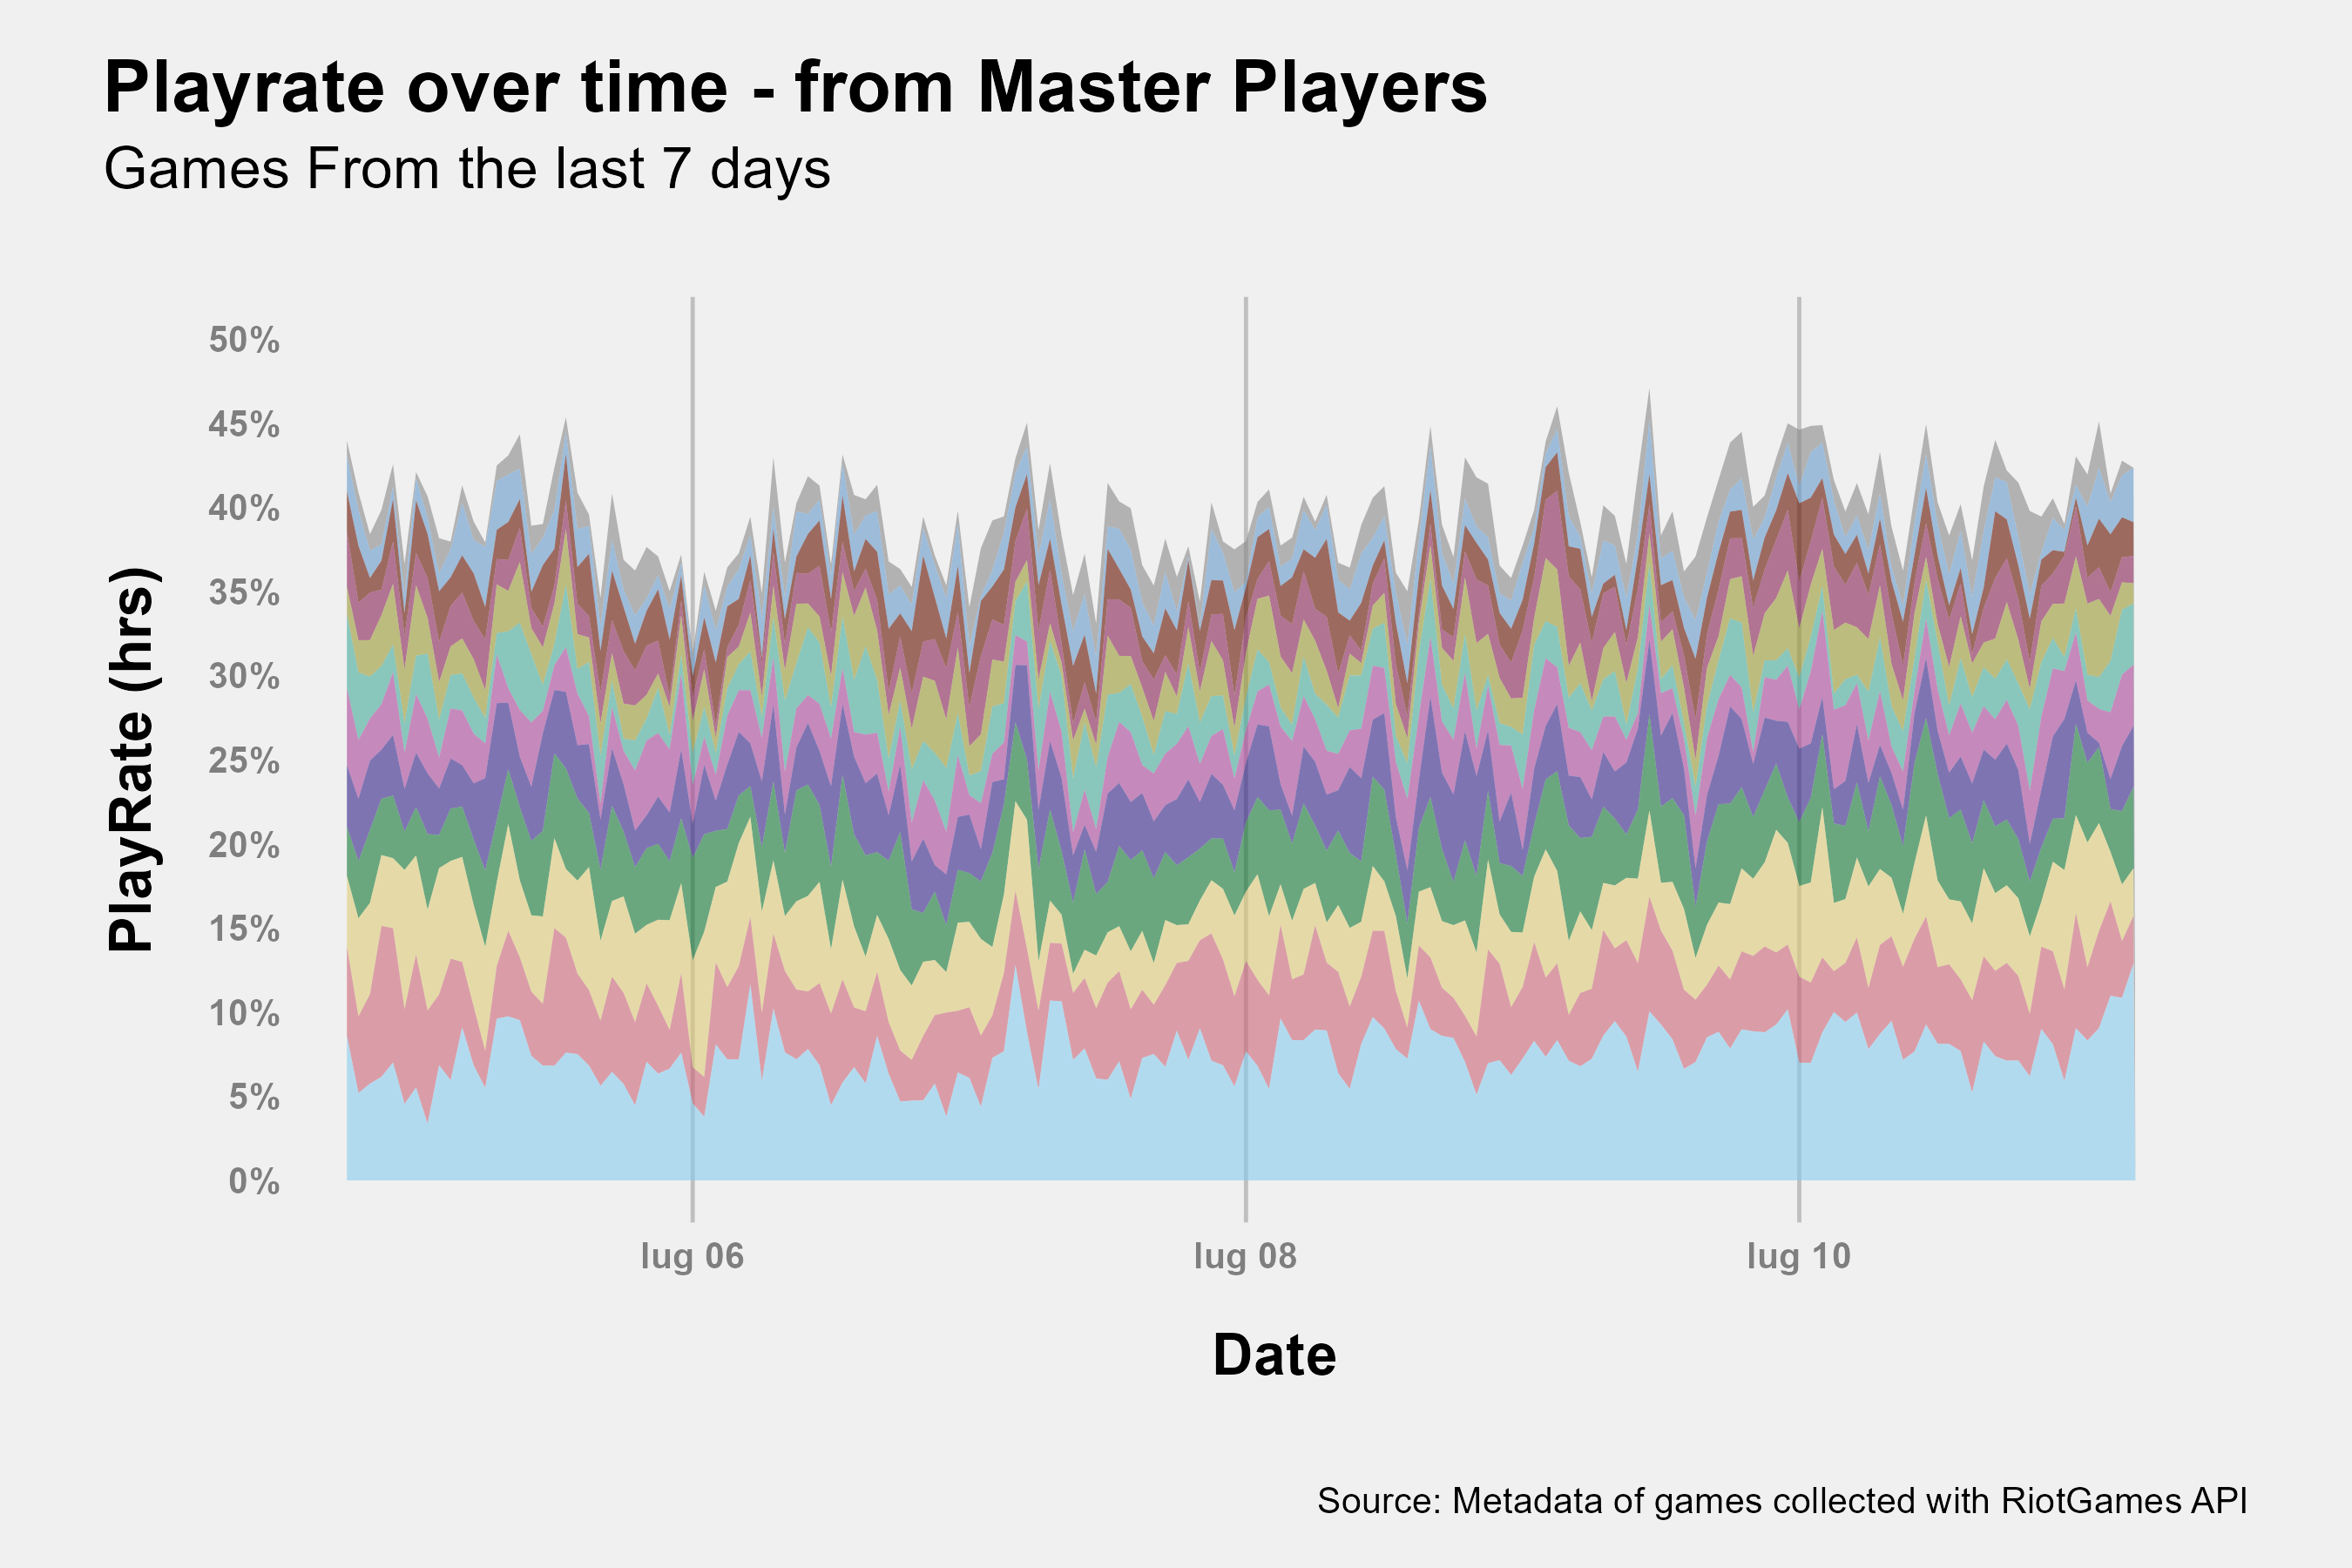 Playrate over time - from Master Players
Games From the last 7 days
50%
45%
40%
35%
30%
25%
20%
15%
10%
5%
0%
PlayRate (hrs)
lug 06
lug 08
lug 10
Date
Source: Metadata of games collected with RiotGames API